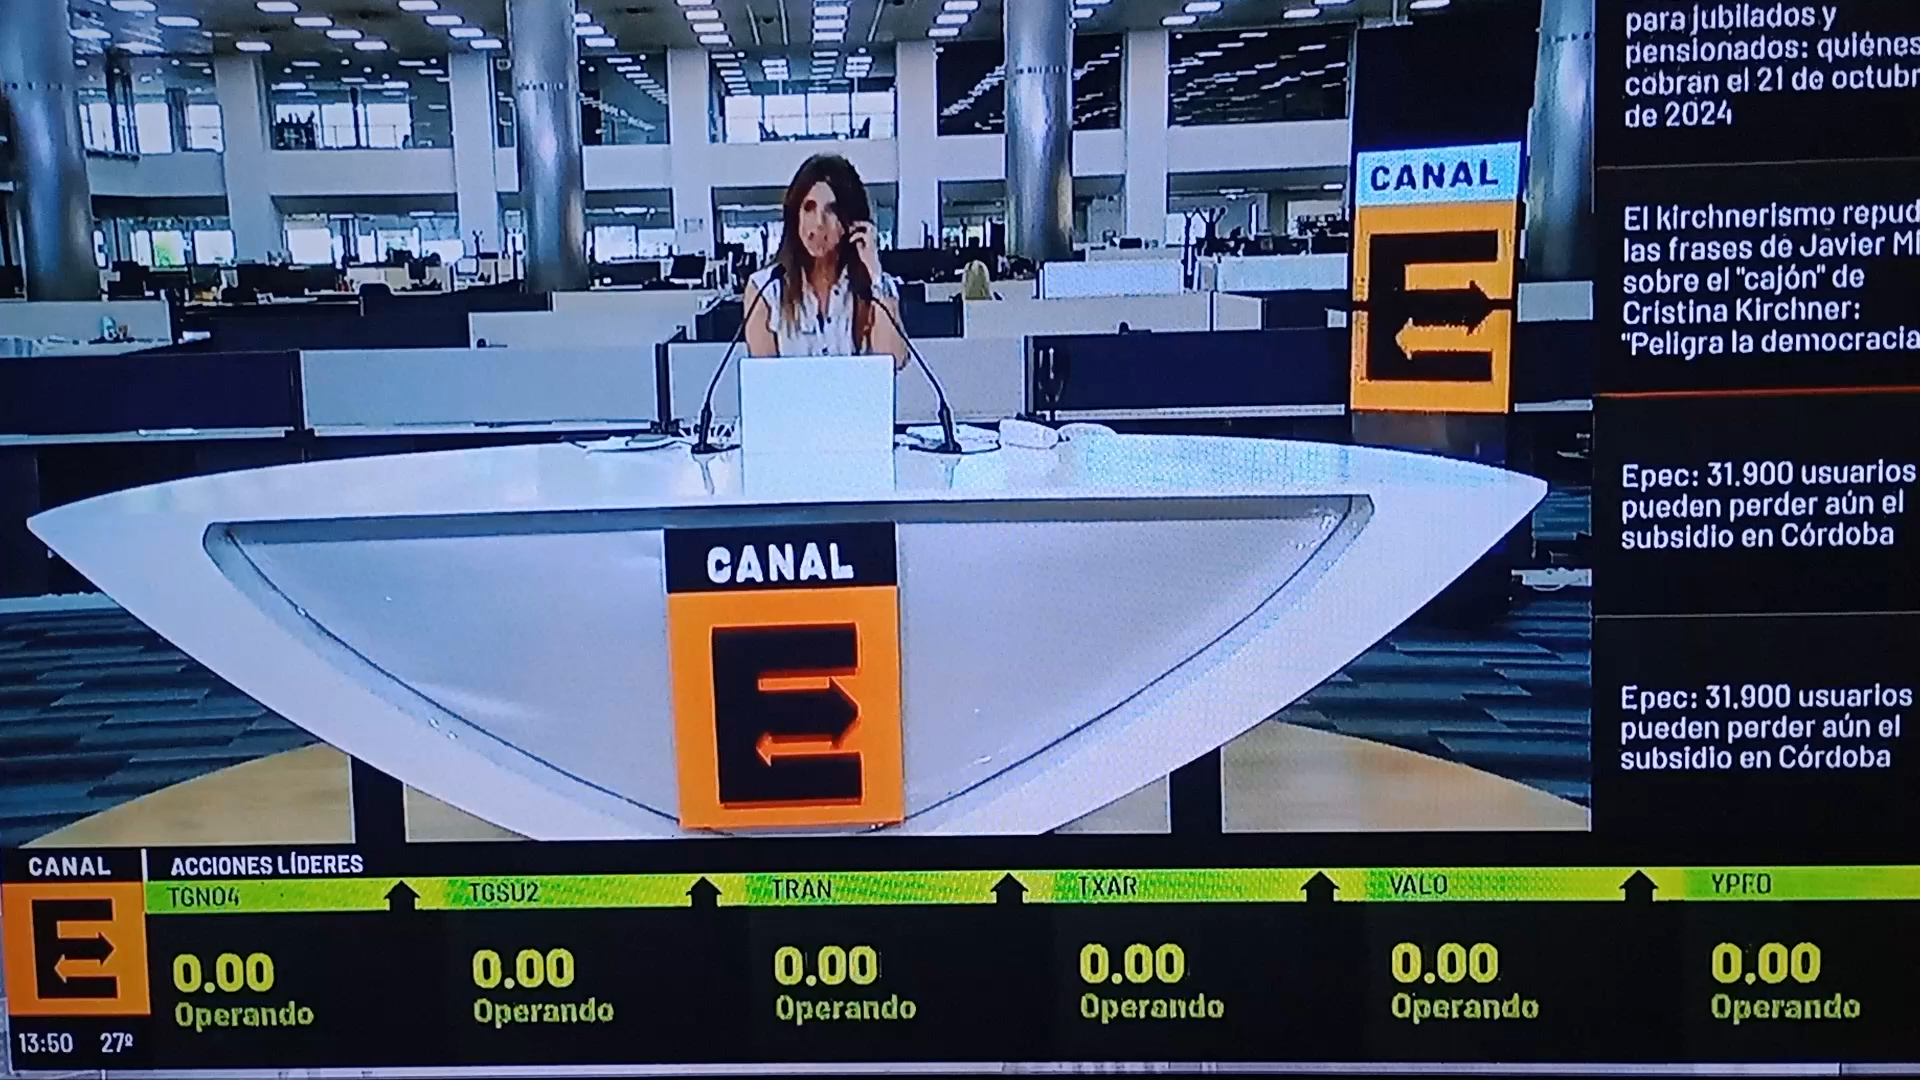 para jubilados y
pensionados: quiénes
cobran el 21 de octubr
de 2024
El kirchnerismo repud
las frases de Javier Mi
sobre el "cajón" de
Cristina Kirchner:
"Peligra la democracia
Epec: 31.900 usuarios
pueden perder aún el
subsidio en Córdoba
Epec: 31.900 usuarios
pueden perder aún el
subsidio en Córdoba
CANAL
E
CANAL
E
CANAL
E
ACCIONES LÍDERES
TGNO4 TGSU2 TRAN TXAR VALO YPFD
0.00 0.00 0.00 0.00 0.00 0.00
Operando Operando Operando Operando Operando Operando
13:50 27º